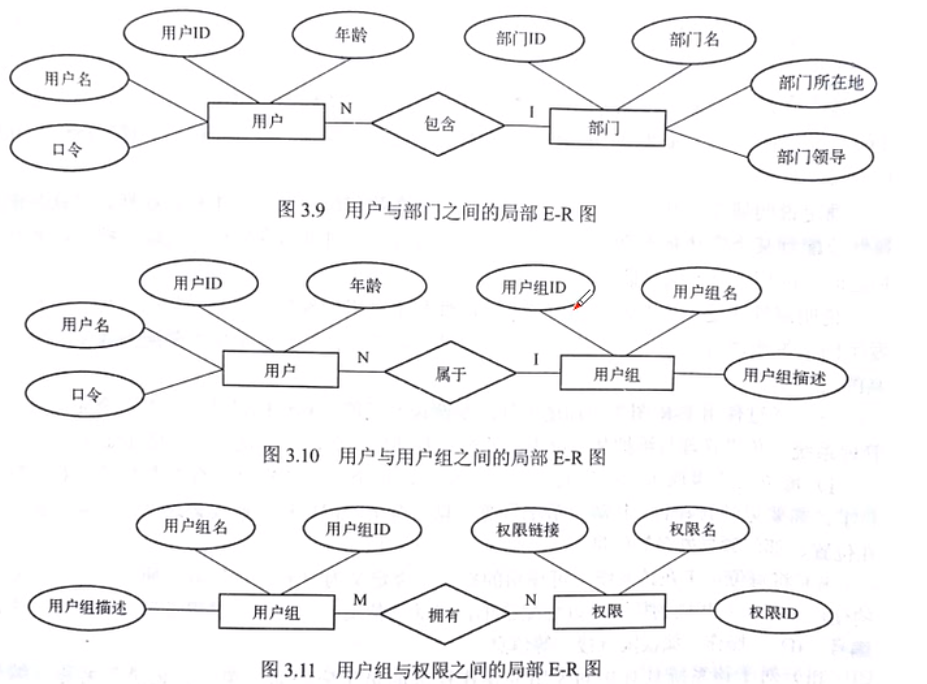 用户ID
年龄
部门ID
部门名
用户名
部门所在地
用户
N
包含
I
部门
口令
部门领导
图 3.9 用户与部门之间的局部 E-R 图
用户ID
年龄
用户组ID
用户组名
用户名
用户
N
属于
I
用户组
用户组描述
口令
图 3.10 用户与用户组之间的局部 E-R 图
用户组名
用户组ID
权限链接
权限名
用户组描述
用户组
M
拥有
N
权限
权限ID
图 3.11 用户组与权限之间的局部 E-R 图